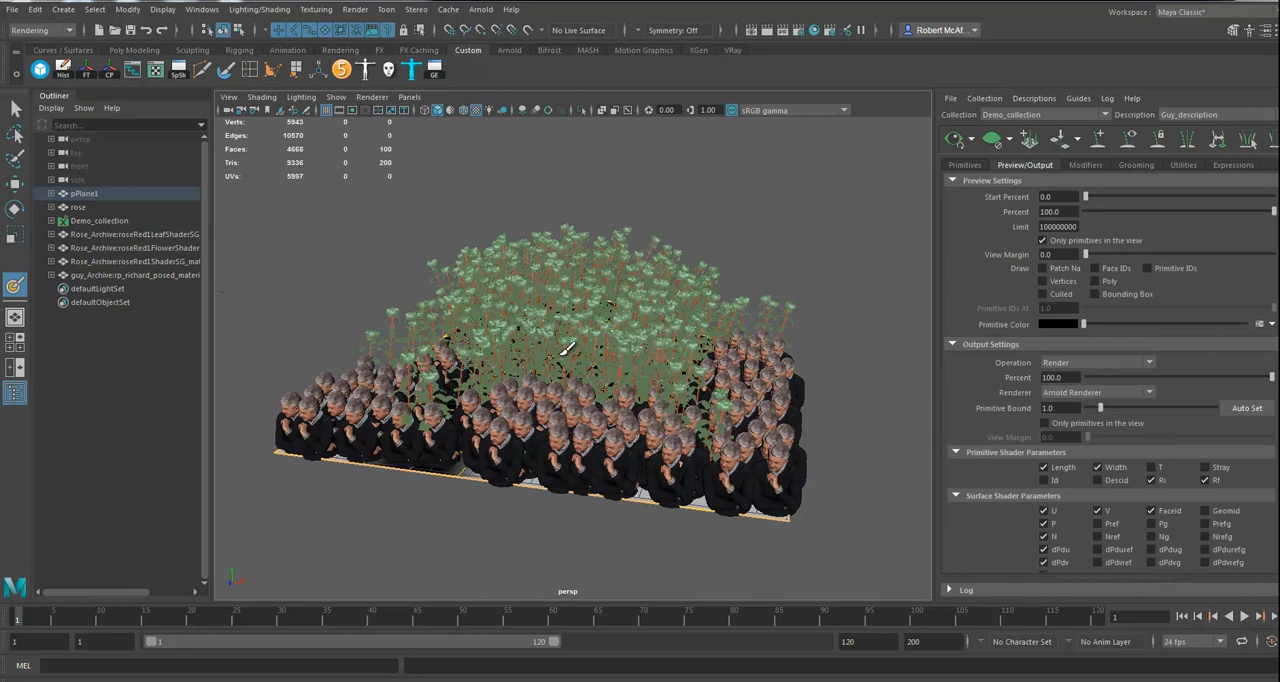 File Edit Create Select Modify Display Windows Lighting/Shading Texturing Render Toon Stereo Cache Arnold Help
Workspace : Maya Classic*
Rendering No Live Surface Symmetry: Off Robert McAf...
Curves / Surfaces Poly Modeling Sculpting Rigging Animation Rendering FX FX Caching Custom Arnold Bifrost MASH Motion Graphics XGen VRay
Hist FT CP SpSh 5 GE
Outliner
Display Show Help
Search...
persp
top
front
side
pPlane1
rose
Demo_collection
Rose_Archive:roseRed1LeafShaderSG
Rose_Archive:roseRed1FlowerShader
Rose_Archive:roseRed1ShaderSG_ma
guy_Archive:rp_richard_posed_materi
defaultLightSet
defaultObjectSet
View Shading Lighting Show Renderer Panels
0.00 1.00 sRGB gamma
Verts: 5943 0 0
Edges: 10570 0 0
Faces: 4668 0 100
Tris: 9336 0 200
UVs: 5997 0 0
persp
File Collection Descriptions Guides Log Help
Collection Demo_collection Description Guy_description
Primitives Preview/Output Modifiers Grooming Utilities Expressions
Preview Settings
Start Percent 0.0
Percent 100.0
Limit 100000000
Only primitives in the view
View Margin 0.0
Draw Patch Na Face IDs Primitive IDs
Vertices Poly
Culled Bounding Box
Primitive IDs At 1.0
Primitive Color
Output Settings
Operation Render
Percent 100.0
Renderer Arnold Renderer
Primitive Bound 1.0 Auto Set
Only primitives in the view
View Margin 0.0
Primitive Shader Parameters
Length Width T Stray
Id Descid Ri Rf
Surface Shader Parameters
U V Faceid Geomid
P Pref Pg Prefg
N Nref Ng Nrefg
dPdu dPduref dPdug dPdurefg
dPdv dPdvref dPdvg dPdvrefg
Log
5 10 15 20 25 30 35 40 45 50 55 60 65 70 75 80 85 90 95 100 105 110 115 120
1 1
1 1 1 120 120 200 No Character Set No Anim Layer 24 fps
MEL